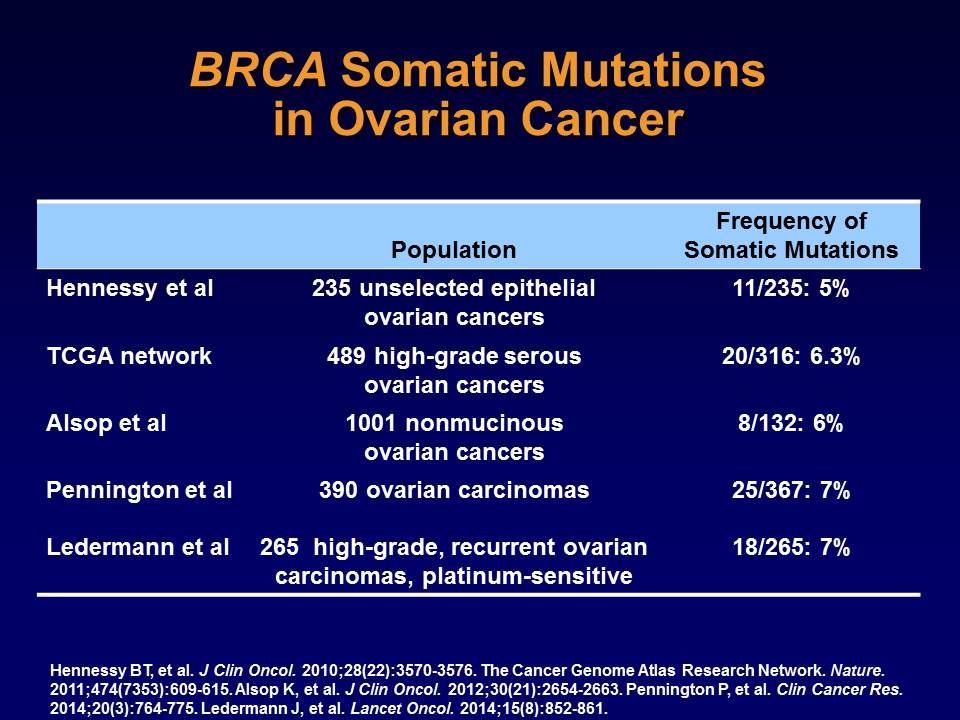 BRCA Somatic Mutations
in Ovarian Cancer
Population
Frequency of
Somatic Mutations
Hennessy et al
235 unselected epithelial
ovarian cancers
11/235: 5%
TCGA network
489 high-grade serous
ovarian cancers
20/316: 6.3%
Alsop et al
1001 nonmucinous
ovarian cancers
8/132: 6%
Pennington et al
390 ovarian carcinomas
25/367: 7%
Ledermann et al
265 high-grade, recurrent ovarian
carcinomas, platinum-sensitive
18/265: 7%
Hennessy BT, et al. J Clin Oncol. 2010;28(22):3570-3576. The Cancer Genome Atlas Research Network. Nature.
2011;474(7353):609-615. Alsop K, et al. J Clin Oncol. 2012;30(21):2654-2663. Pennington P, et al. Clin Cancer Res.
2014;20(3):764-775. Ledermann J, et al. Lancet Oncol. 2014;15(8):852-861.